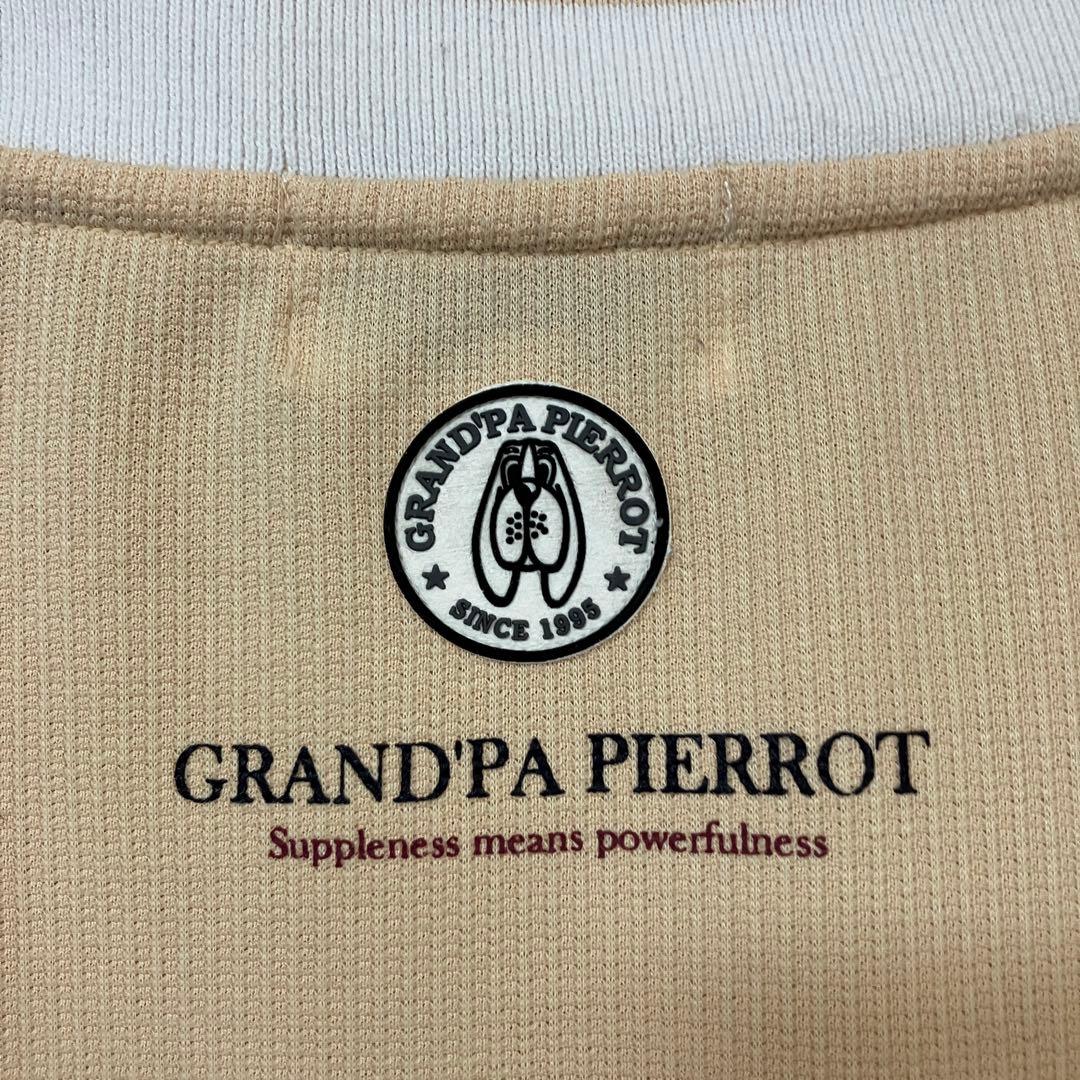 GRAND'PA PIERROT
SINCE 1995
GRAND'PA PIERROT
Suppleness means powerfulness